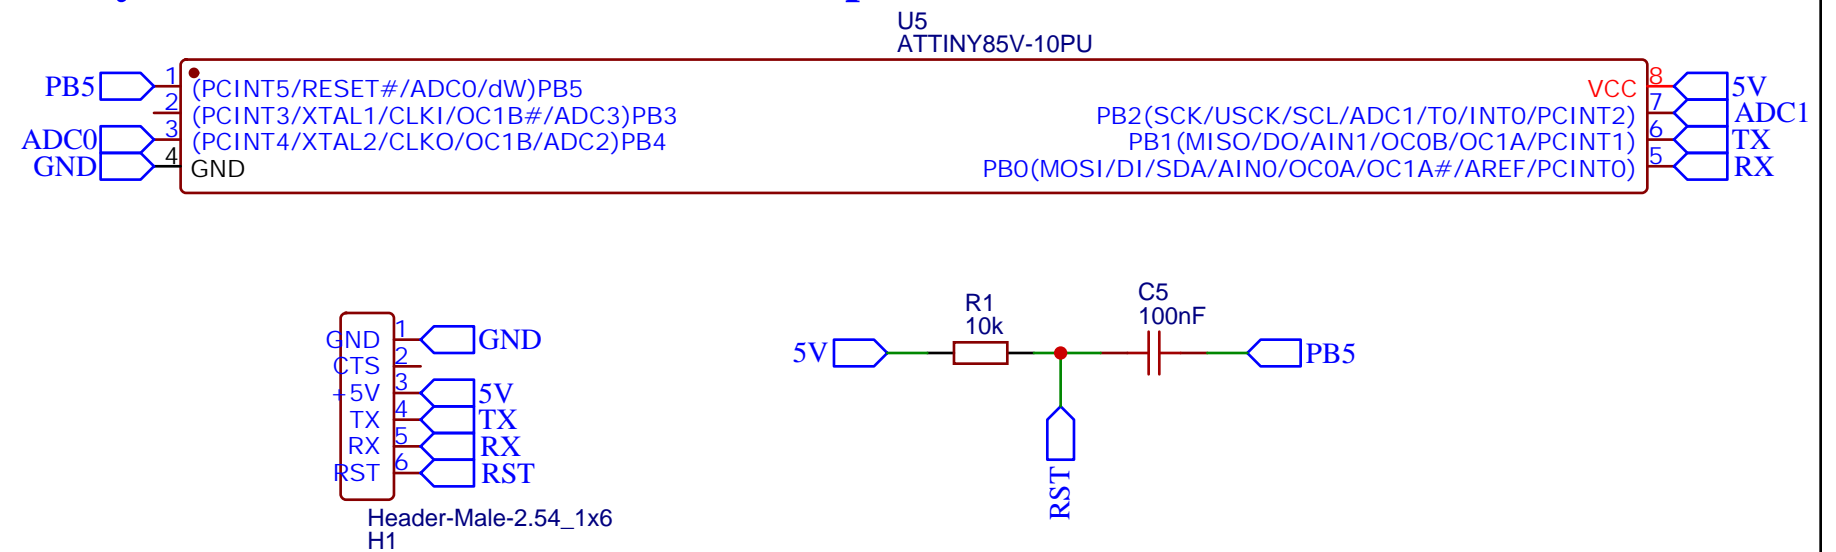 U5
ATTINY85V-10PU
PB5 1 (PCINT5/RESET#/ADC0/dW)PB5 VCC 8 5V
2 (PCINT3/XTAL1/CLKI/OC1B#/ADC3)PB3 PB2(SCK/USCK/SCL/ADC1/T0/INT0/PCINT2) 7 ADC1
ADC0 3 (PCINT4/XTAL2/CLKO/OC1B/ADC2)PB4 PB1(MISO/DO/AIN1/OC0B/OC1A/PCINT1) 6 TX
GND 4 GND PB0(MOSI/DI/SDA/AIN0/OC0A/OC1A#/AREF/PCINT0) 5 RX
GND 1 GND
CTS 2
+5V 3 5V
TX 4 TX
RX 5 RX
RST 6 RST
Header-Male-2.54_1x6
H1
R1
10k
C5
100nF
5V
PB5
RST